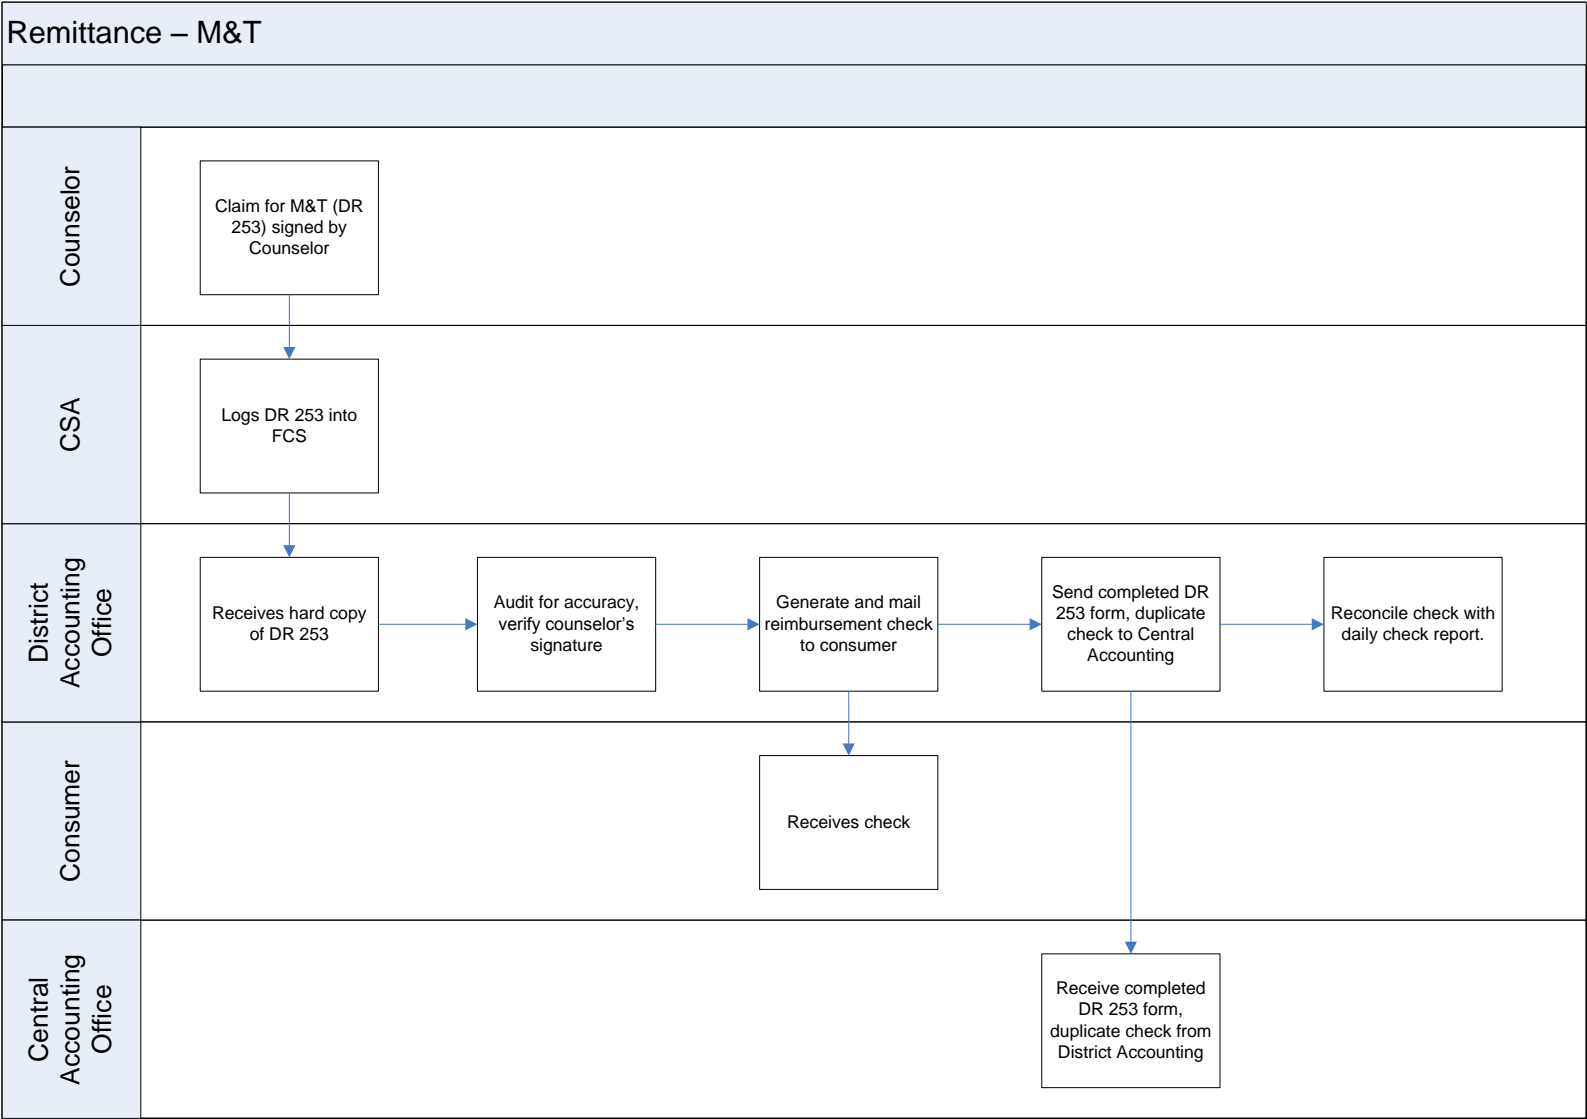 Remittance – M&T
Counselor
Claim for M&T (DR
253) signed by
Counselor
CSA
Logs DR 253 into
FCS
District
Accounting
Office
Receives hard copy
of DR 253
Audit for accuracy,
verify counselor’s
signature
Generate and mail
reimbursement check
to consumer
Send completed DR
253 form, duplicate
check to Central
Accounting
Reconcile check with
daily check report.
Consumer
Receives check
Central
Accounting
Office
Receive completed
DR 253 form,
duplicate check from
District Accounting